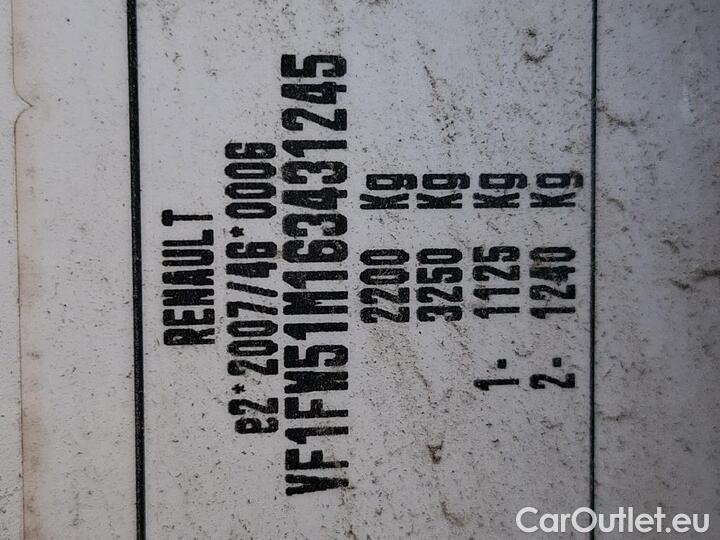 RENAULT
e2*2007/46*0006
VF1FW51M163431245
2200 Kg
3250 Kg
1- 1125 Kg
2- 1240 Kg
CarOutlet.eu